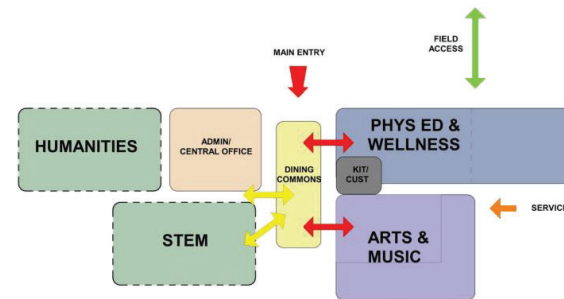 FIELD
ACCESS
MAIN ENTRY
HUMANITIES
ADMIN/
CENTRAL OFFICE
DINING
COMMONS
PHYS ED &
WELLNESS
KIT/
CUST
STEM
ARTS &
MUSIC
SERVICE